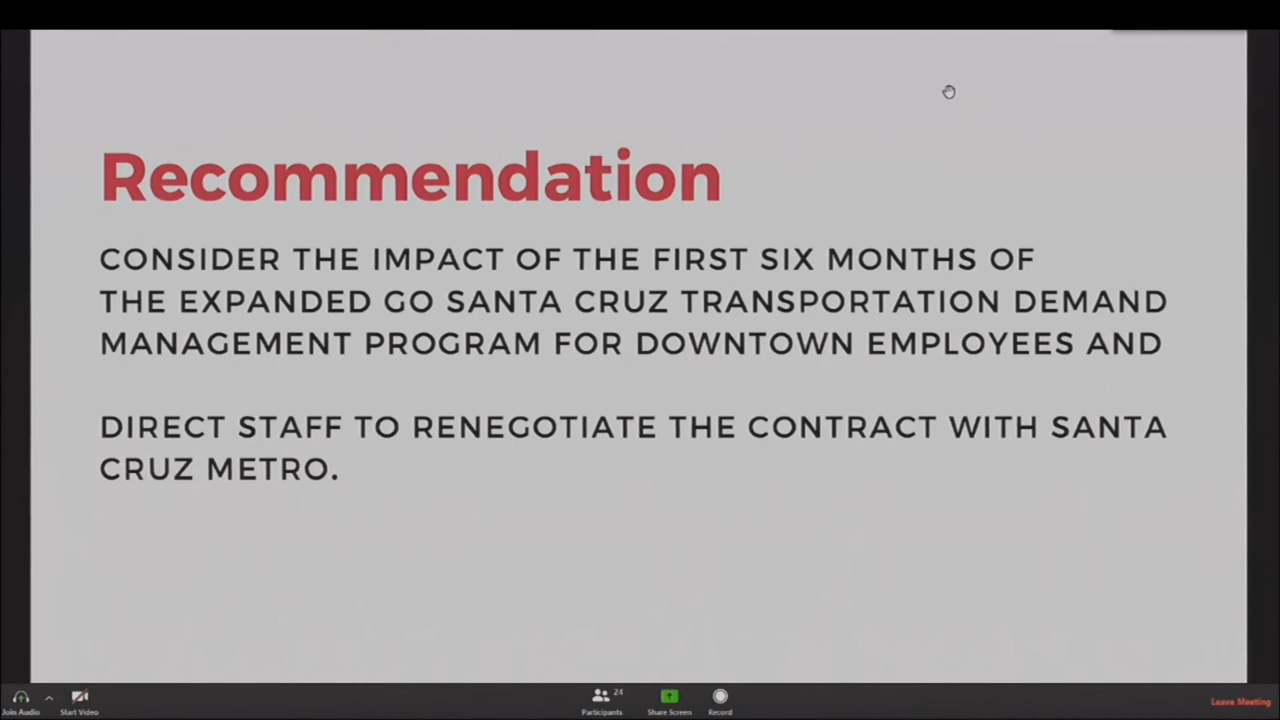 Recommendation
CONSIDER THE IMPACT OF THE FIRST SIX MONTHS OF
THE EXPANDED GO SANTA CRUZ TRANSPORTATION DEMAND
MANAGEMENT PROGRAM FOR DOWNTOWN EMPLOYEES AND
DIRECT STAFF TO RENEGOTIATE THE CONTRACT WITH SANTA
CRUZ METRO.
24
Join Audio Start Video Participants Share Screen Record Leave Meeting